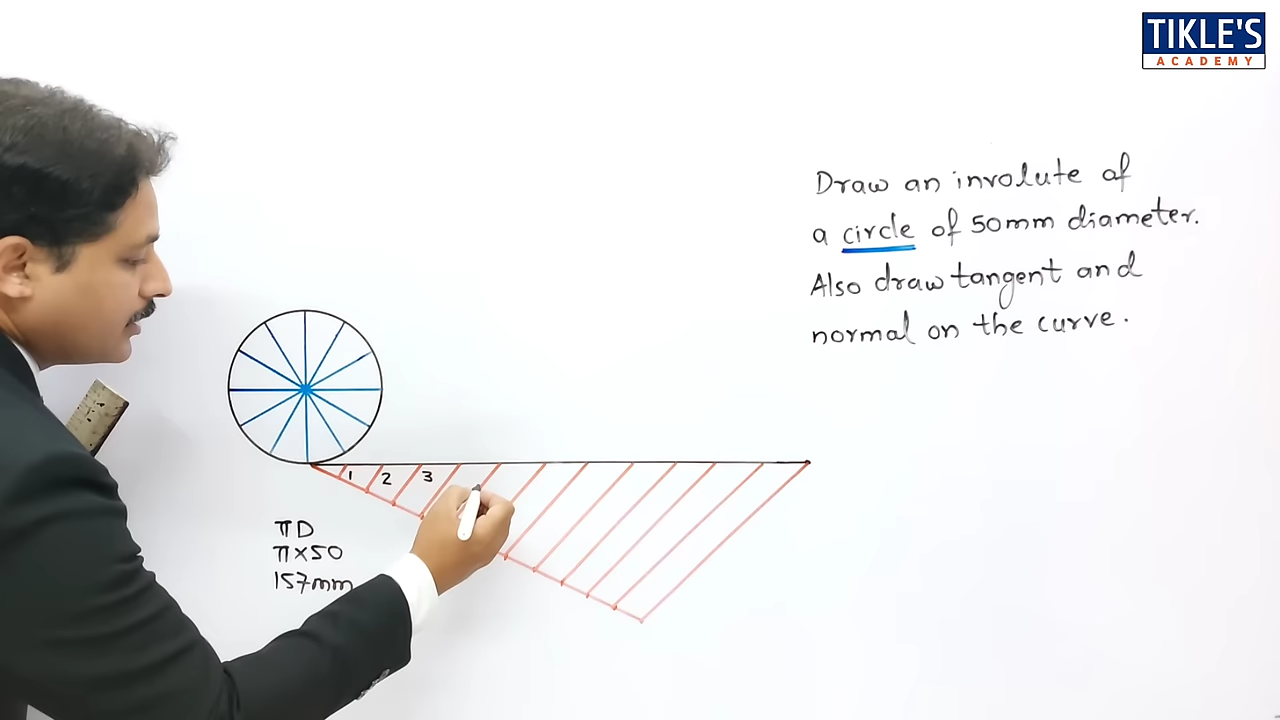 TIKLE'S
ACADEMY
Draw an involute of
a circle of 50mm diameter.
Also draw tangent and
normal on the curve.
1 2 3
πD
π×50
157mm